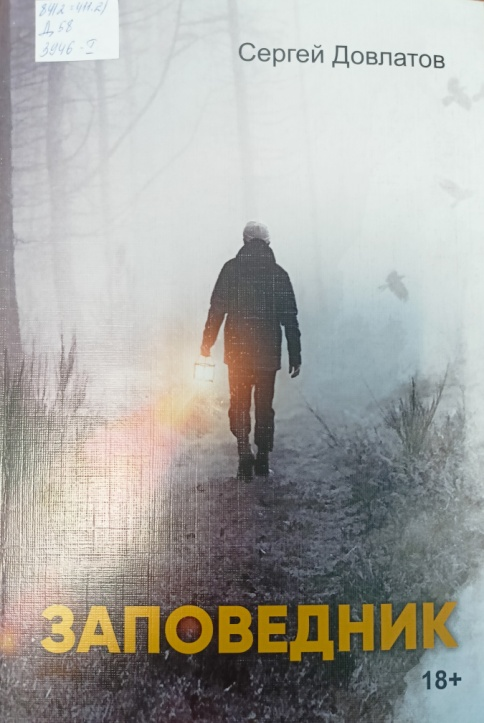 84(2=411.2)
Д 58
3946-I
Сергей Довлатов
ЗАПОВЕДНИК
18+